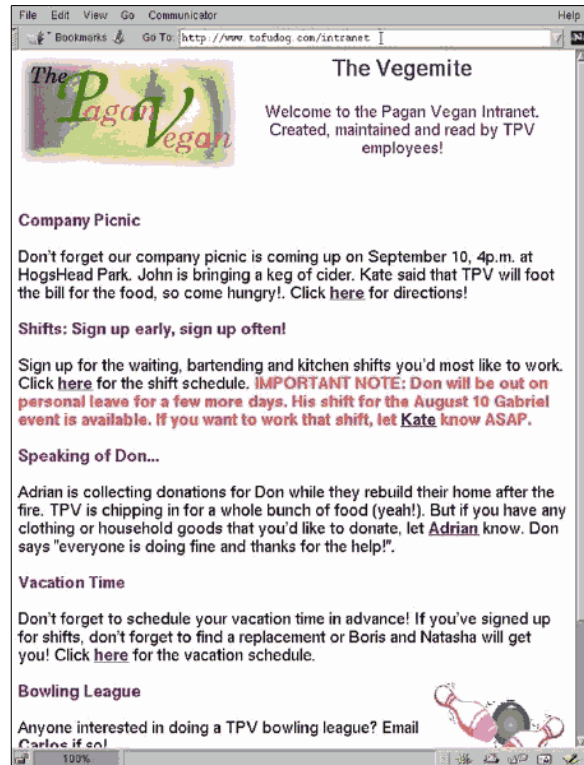 File Edit View Go Communicator Help
Bookmarks Go To: http://www.tofudog.com/intranet
The Pagan Vegan
The Vegemite
Welcome to the Pagan Vegan Intranet.
Created, maintained and read by TPV
employees!
Company Picnic
Don't forget our company picnic is coming up on September 10, 4p.m. at
HogsHead Park. John is bringing a keg of cider. Kate said that TPV will foot
the bill for the food, so come hungry!. Click here for directions!
Shifts: Sign up early, sign up often!
Sign up for the waiting, bartending and kitchen shifts you'd most like to work.
Click here for the shift schedule. IMPORTANT NOTE: Don will be out on
personal leave for a few more days. His shift for the August 10 Gabriel
event is available. If you want to work that shift, let Kate know ASAP.
Speaking of Don...
Adrian is collecting donations for Don while they rebuild their home after the
fire. TPV is chipping in for a whole bunch of food (yeah!). But if you have any
clothing or household goods that you'd like to donate, let Adrian know. Don
says "everyone is doing fine and thanks for the help!".
Vacation Time
Don't forget to schedule your vacation time in advance! If you've signed up
for shifts, don't forget to find a replacement or Boris and Natasha will get
you! Click here for the vacation schedule.
Bowling League
Anyone interested in doing a TPV bowling league? Email
Carlos if so!
100%